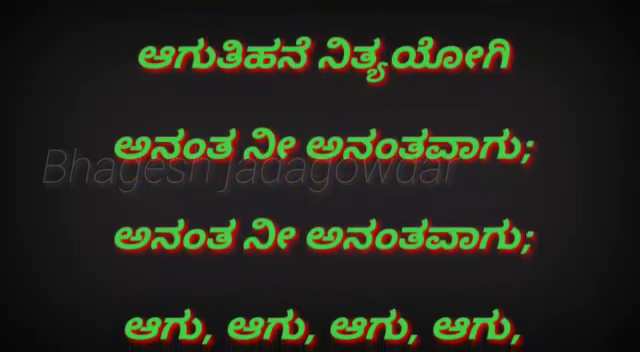 ಆಗುತಿಹನೆ ನಿತ್ಯಯೋಗಿ
ಅನಂತ ನೀ ಅನಂತವಾಗು;
Bhagesh jadagowdar
ಅನಂತ ನೀ ಅನಂತವಾಗು;
ಆಗು, ಆಗು, ಆಗು, ಆಗು,